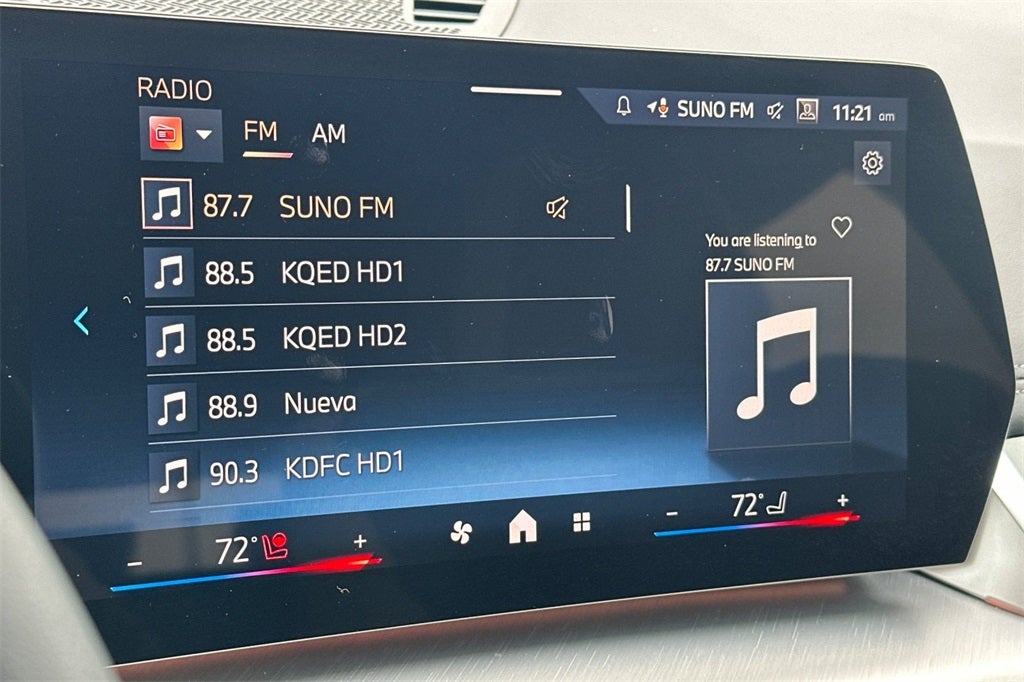 RADIO
SUNO FM 11:21 am
FM AM
87.7 SUNO FM
88.5 KQED HD1
88.5 KQED HD2
88.9 Nueva
90.3 KDFC HD1
You are listening to
87.7 SUNO FM
- 72° +
- 72° +